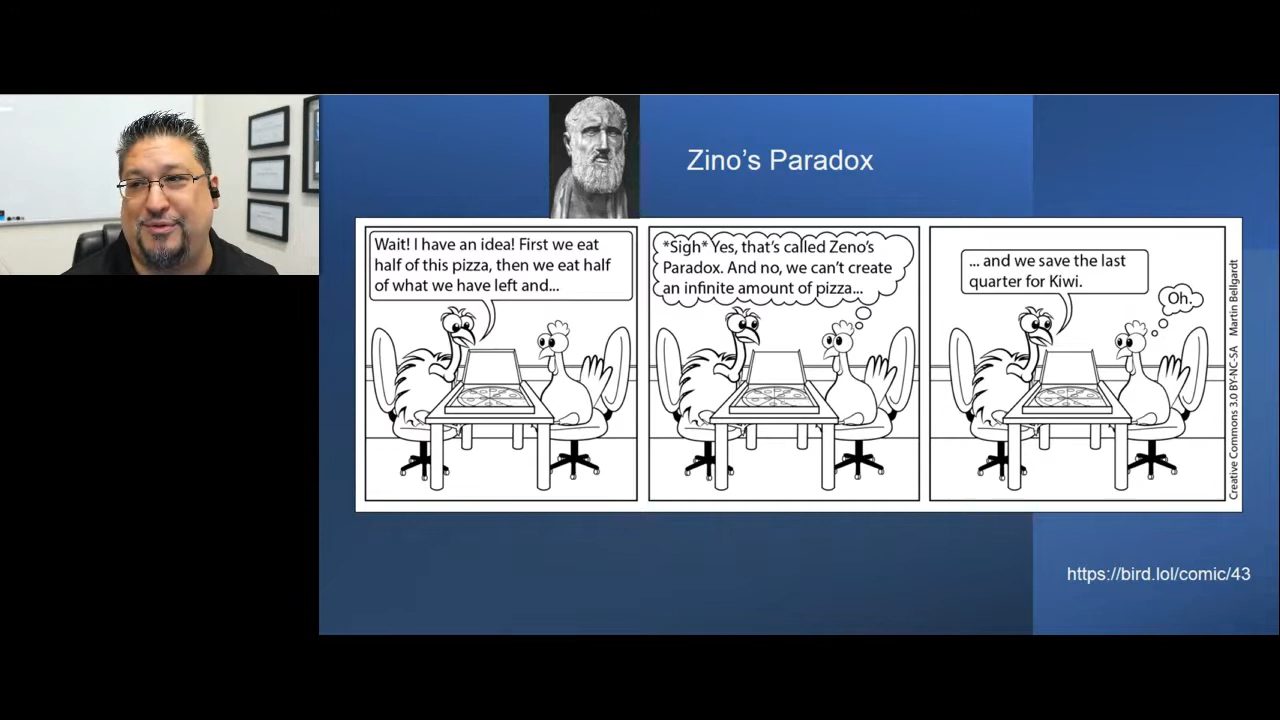 Zino’s Paradox
Wait! I have an idea! First we eat
half of this pizza, then we eat half
of what we have left and...
*Sigh* Yes, that’s called Zeno’s
Paradox. And no, we can’t create
an infinite amount of pizza...
... and we save the last
quarter for Kiwi.
Oh.
Creative Commons 3.0 BY-NC-SA Martin Bellgardt
https://bird.lol/comic/43